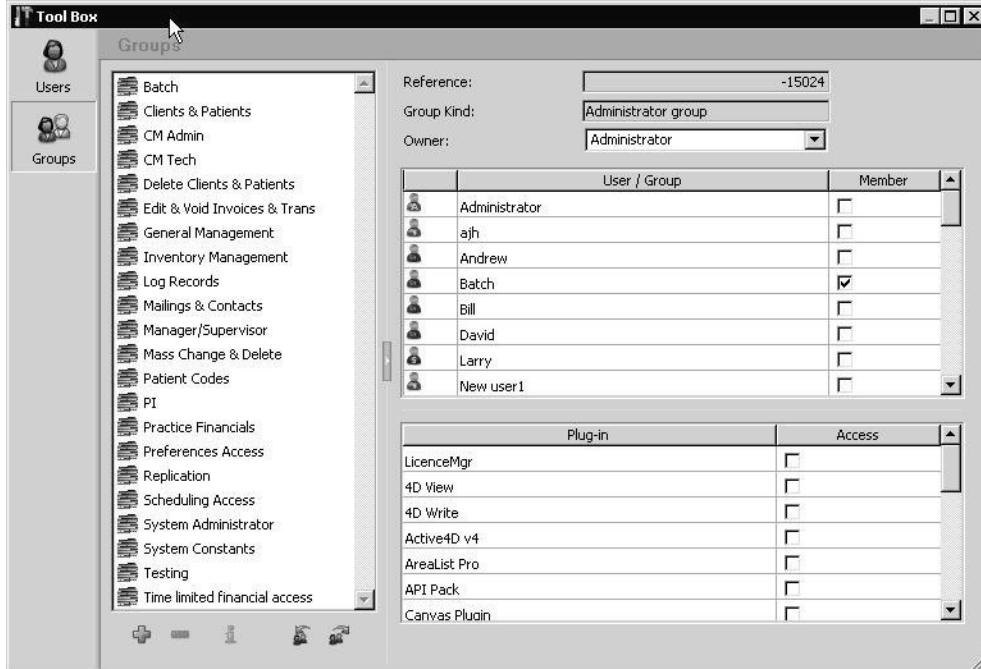 Tool Box
Users
Groups
Groups
Batch
Clients & Patients
CM Admin
CM Tech
Delete Clients & Patients
Edit & Void Invoices & Trans
General Management
Inventory Management
Log Records
Mailings & Contacts
Manager/Supervisor
Mass Change & Delete
Patient Codes
PI
Practice Financials
Preferences Access
Replication
Scheduling Access
System Administrator
System Constants
Testing
Time limited financial access
Reference: -15024
Group Kind: Administrator group
Owner: Administrator
User / Group Member
Administrator
ajh
Andrew
Batch
Bill
David
Larry
New user1
Plug-in Access
LicenceMgr
4D View
4D Write
Active4D v4
AreaList Pro
API Pack
Canvas Plugin